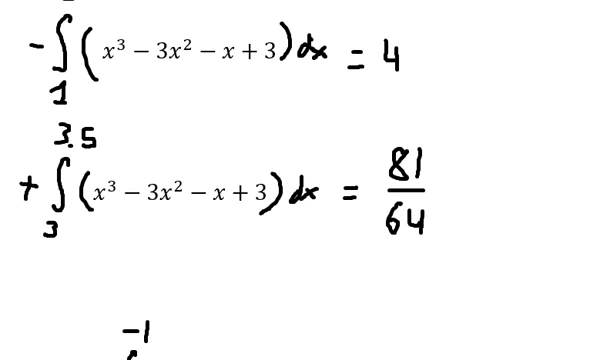 -∫₁ (x³ − 3x² − x + 3)dx = 4
+∫₃^3.5 (x³ − 3x² − x + 3)dx = 81/64
-1